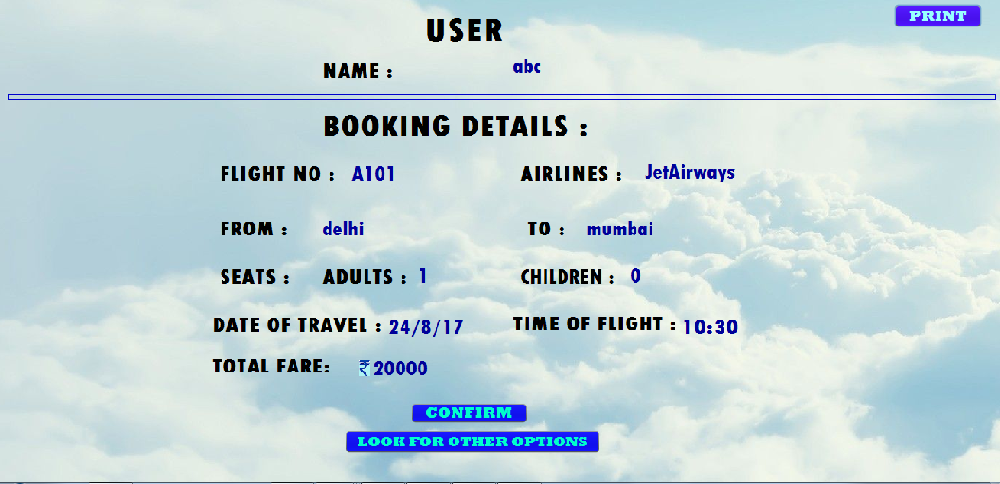 PRINT
USER
NAME : abc
BOOKING DETAILS :
FLIGHT NO : A101 AIRLINES : JetAirways
FROM : delhi TO : mumbai
SEATS : ADULTS : 1 CHILDREN : 0
DATE OF TRAVEL : 24/8/17 TIME OF FLIGHT : 10:30
TOTAL FARE: ₹20000
CONFIRM
LOOK FOR OTHER OPTIONS